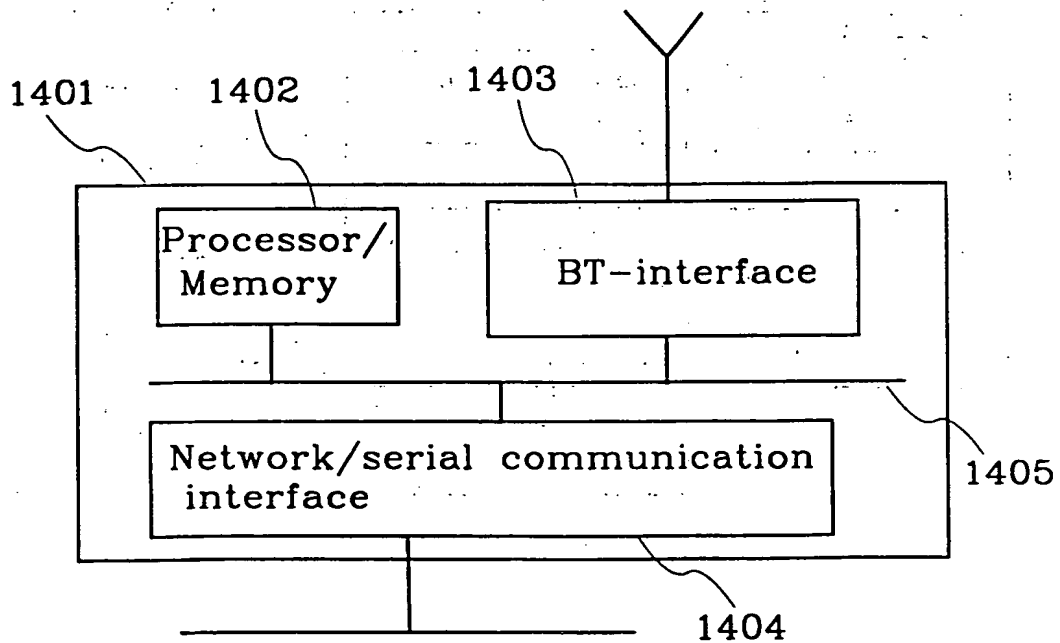 1401
1402
1403
Processor/
Memory
BT-interface
Network/serial communication
interface
1405
1404